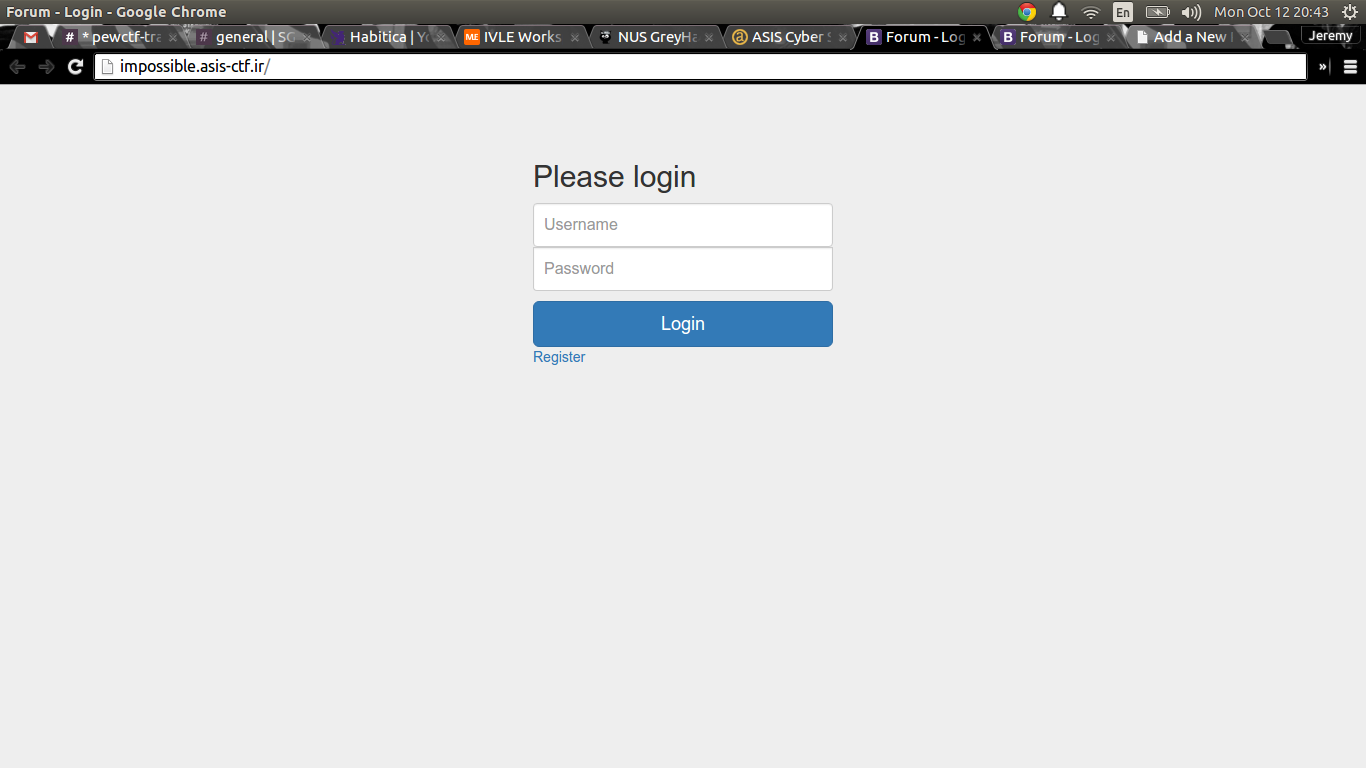 Forum - Login - Google Chrome
En
Mon Oct 12 20:43
# * pewctf-tra
# general | SG
Habitica | Yo
ME IVLE Works
NUS GreyHa
ASIS Cyber S
B Forum - Log
B Forum - Log
Add a New
Jeremy
impossible.asis-ctf.ir/
»
Please login
Username
Password
Login
Register